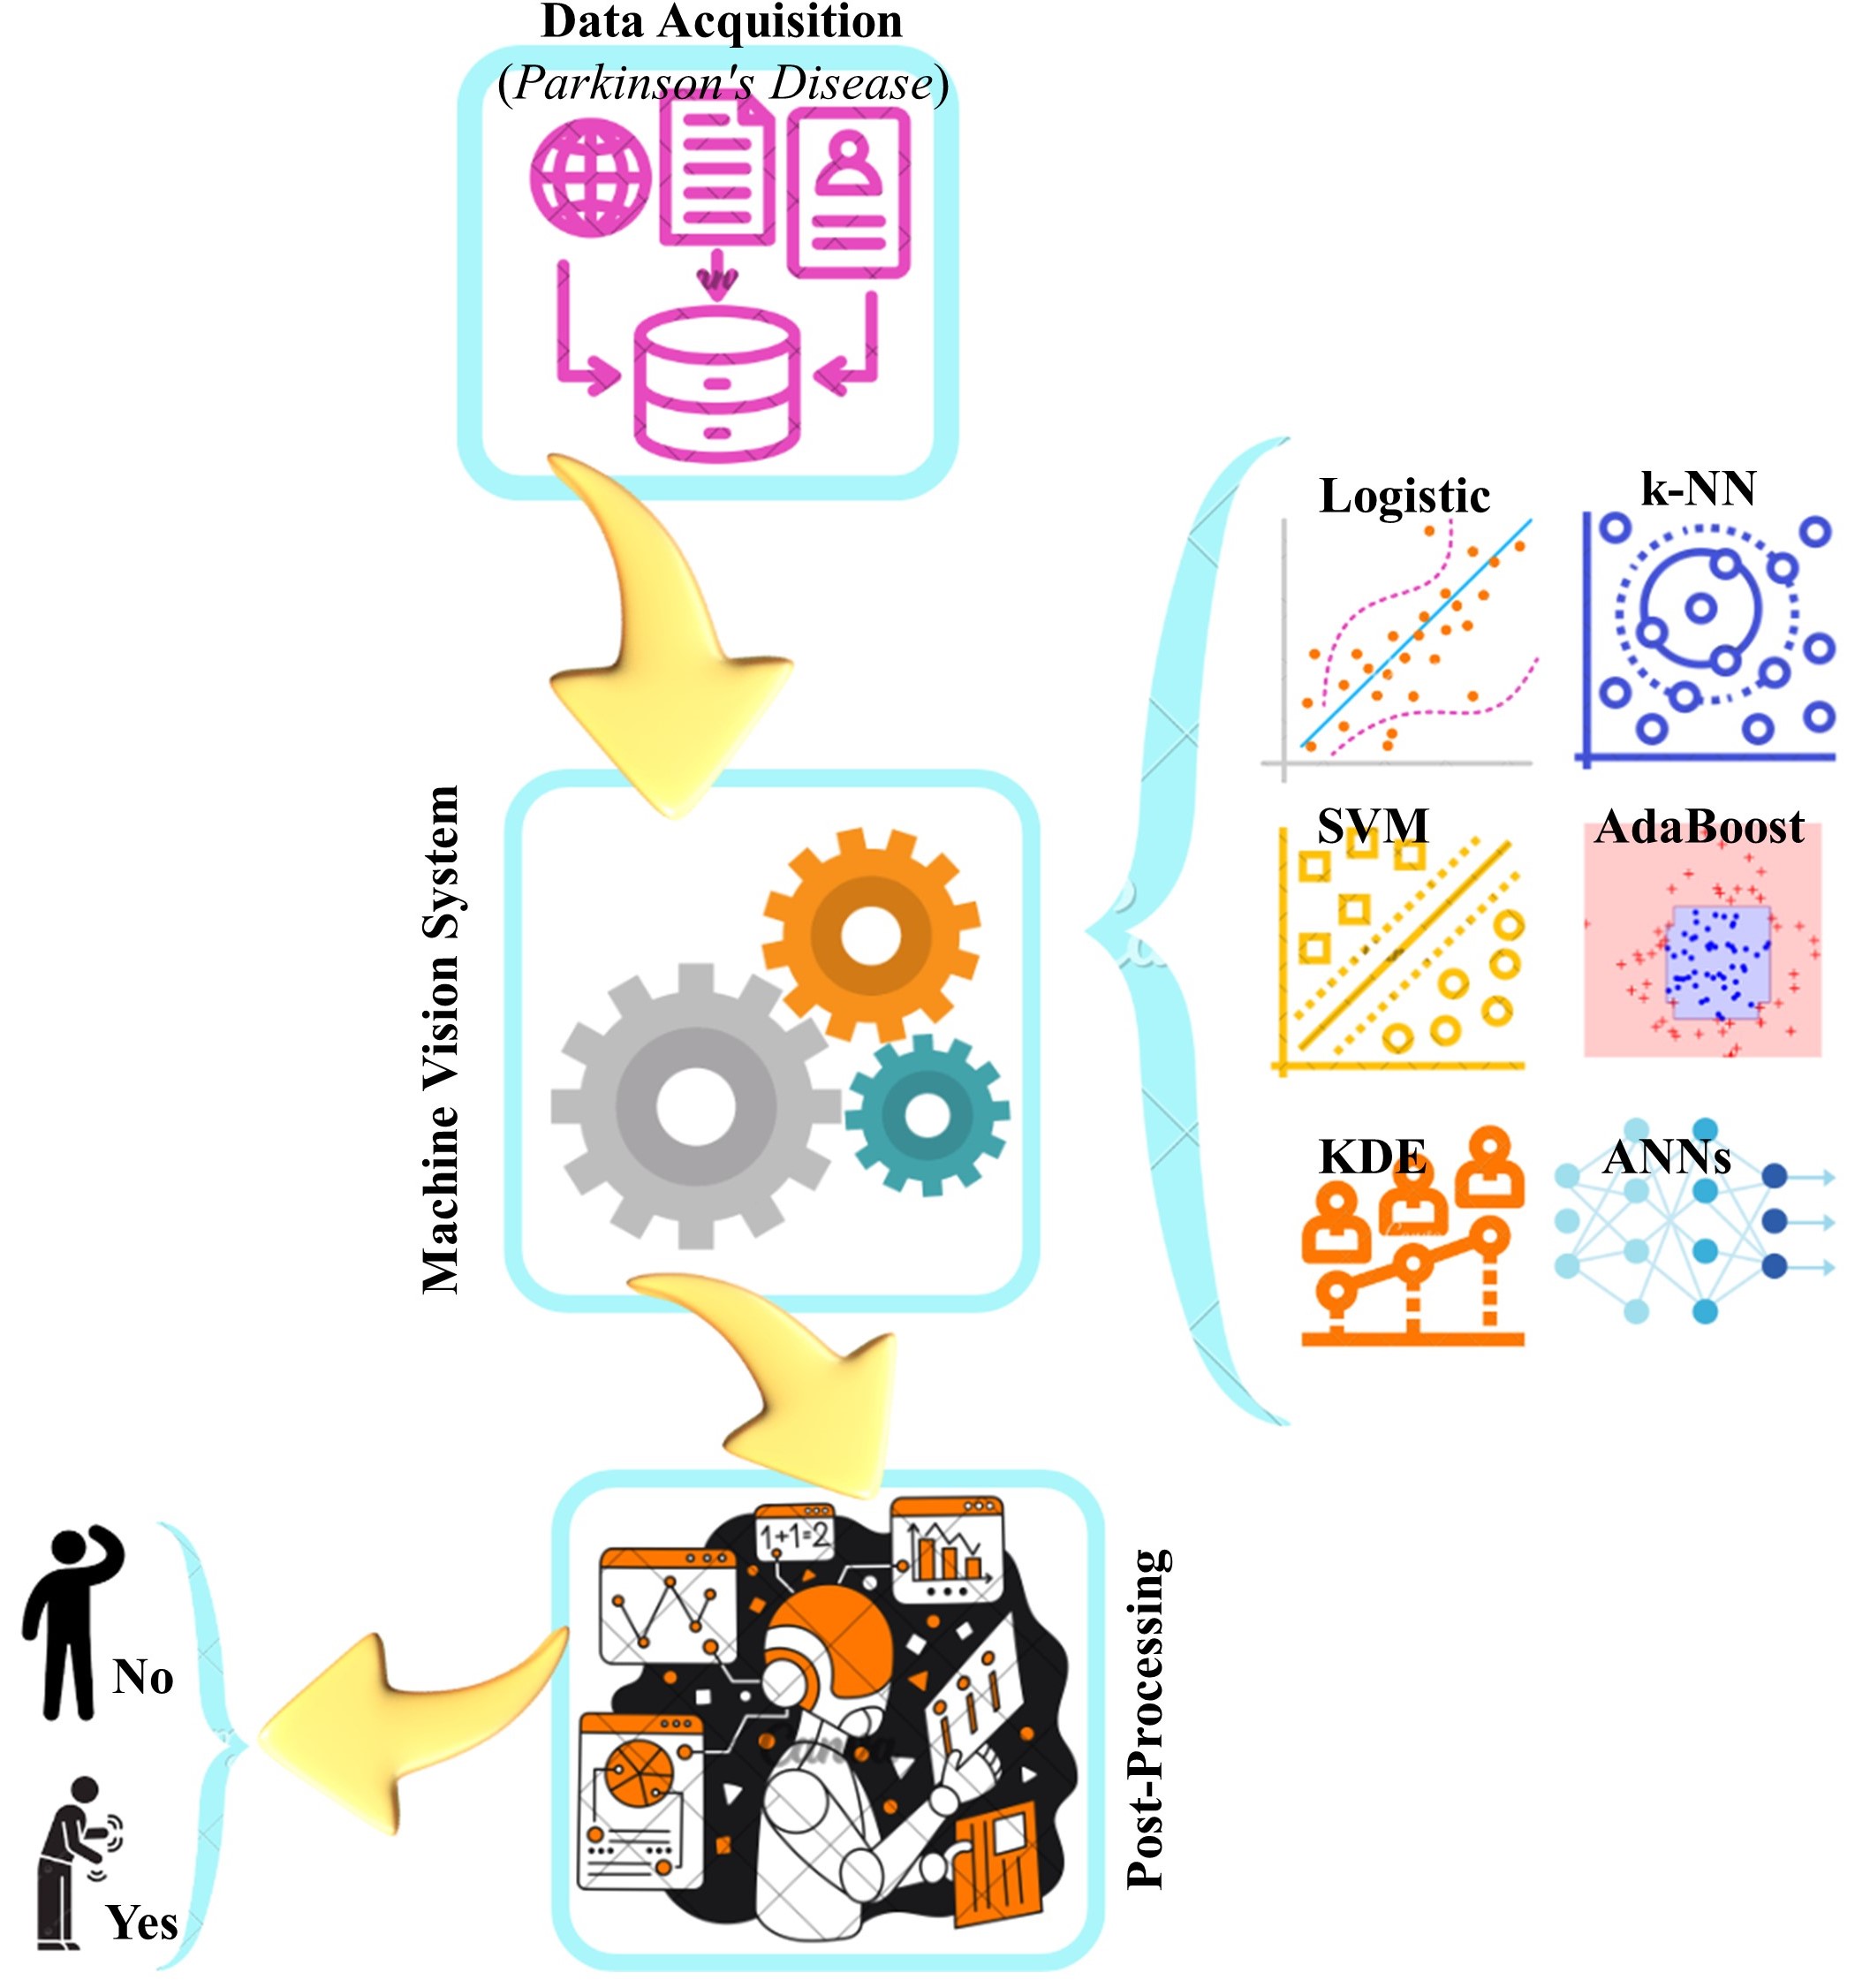 Data Acquisition
(Parkinson's Disease)
Logistic
k-NN
SVM
AdaBoost
Machine Vision System
KDE
ANNs
1+1=2
Canva
Post-Processing
No
Yes